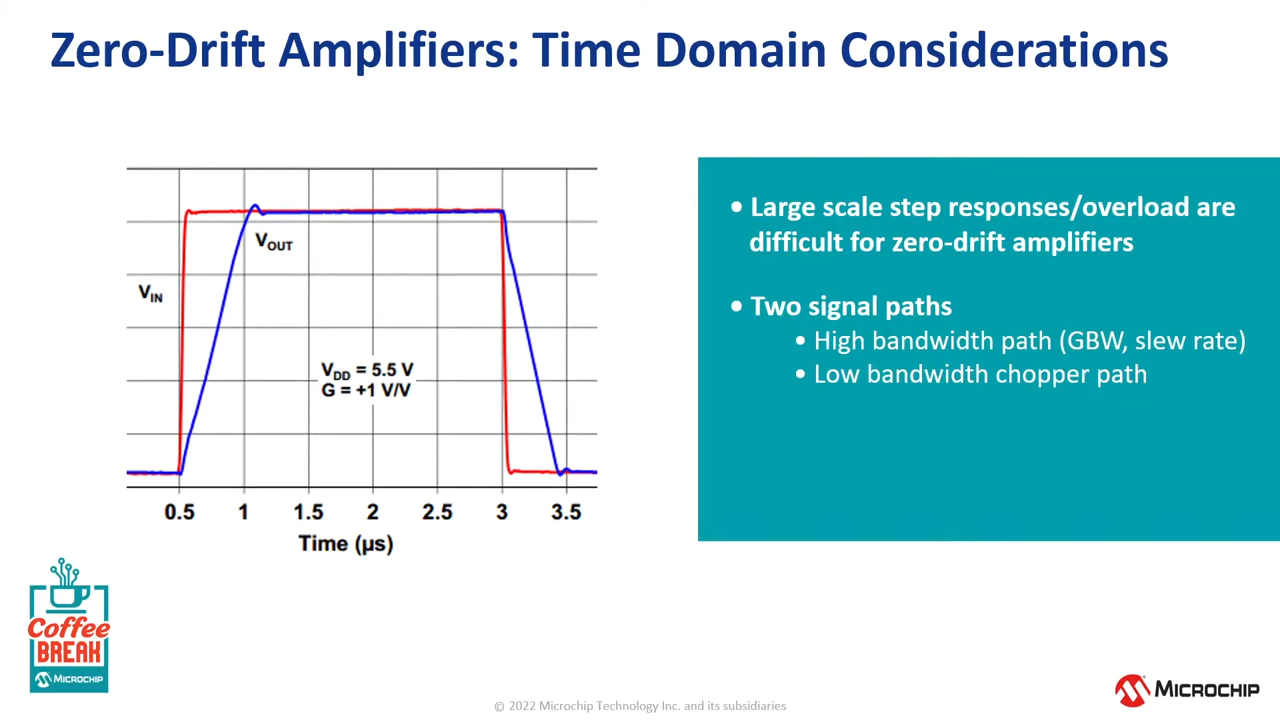 Zero-Drift Amplifiers: Time Domain Considerations
VOUT
VIN
VDD = 5.5 V
G = +1 V/V
0.5 1 1.5 2 2.5 3 3.5
Time (µs)
• Large scale step responses/overload are
difficult for zero-drift amplifiers
• Two signal paths
• High bandwidth path (GBW, slew rate)
• Low bandwidth chopper path
Coffee
BREAK
MICROCHIP
© 2022 Microchip Technology Inc. and its subsidiaries
MICROCHIP